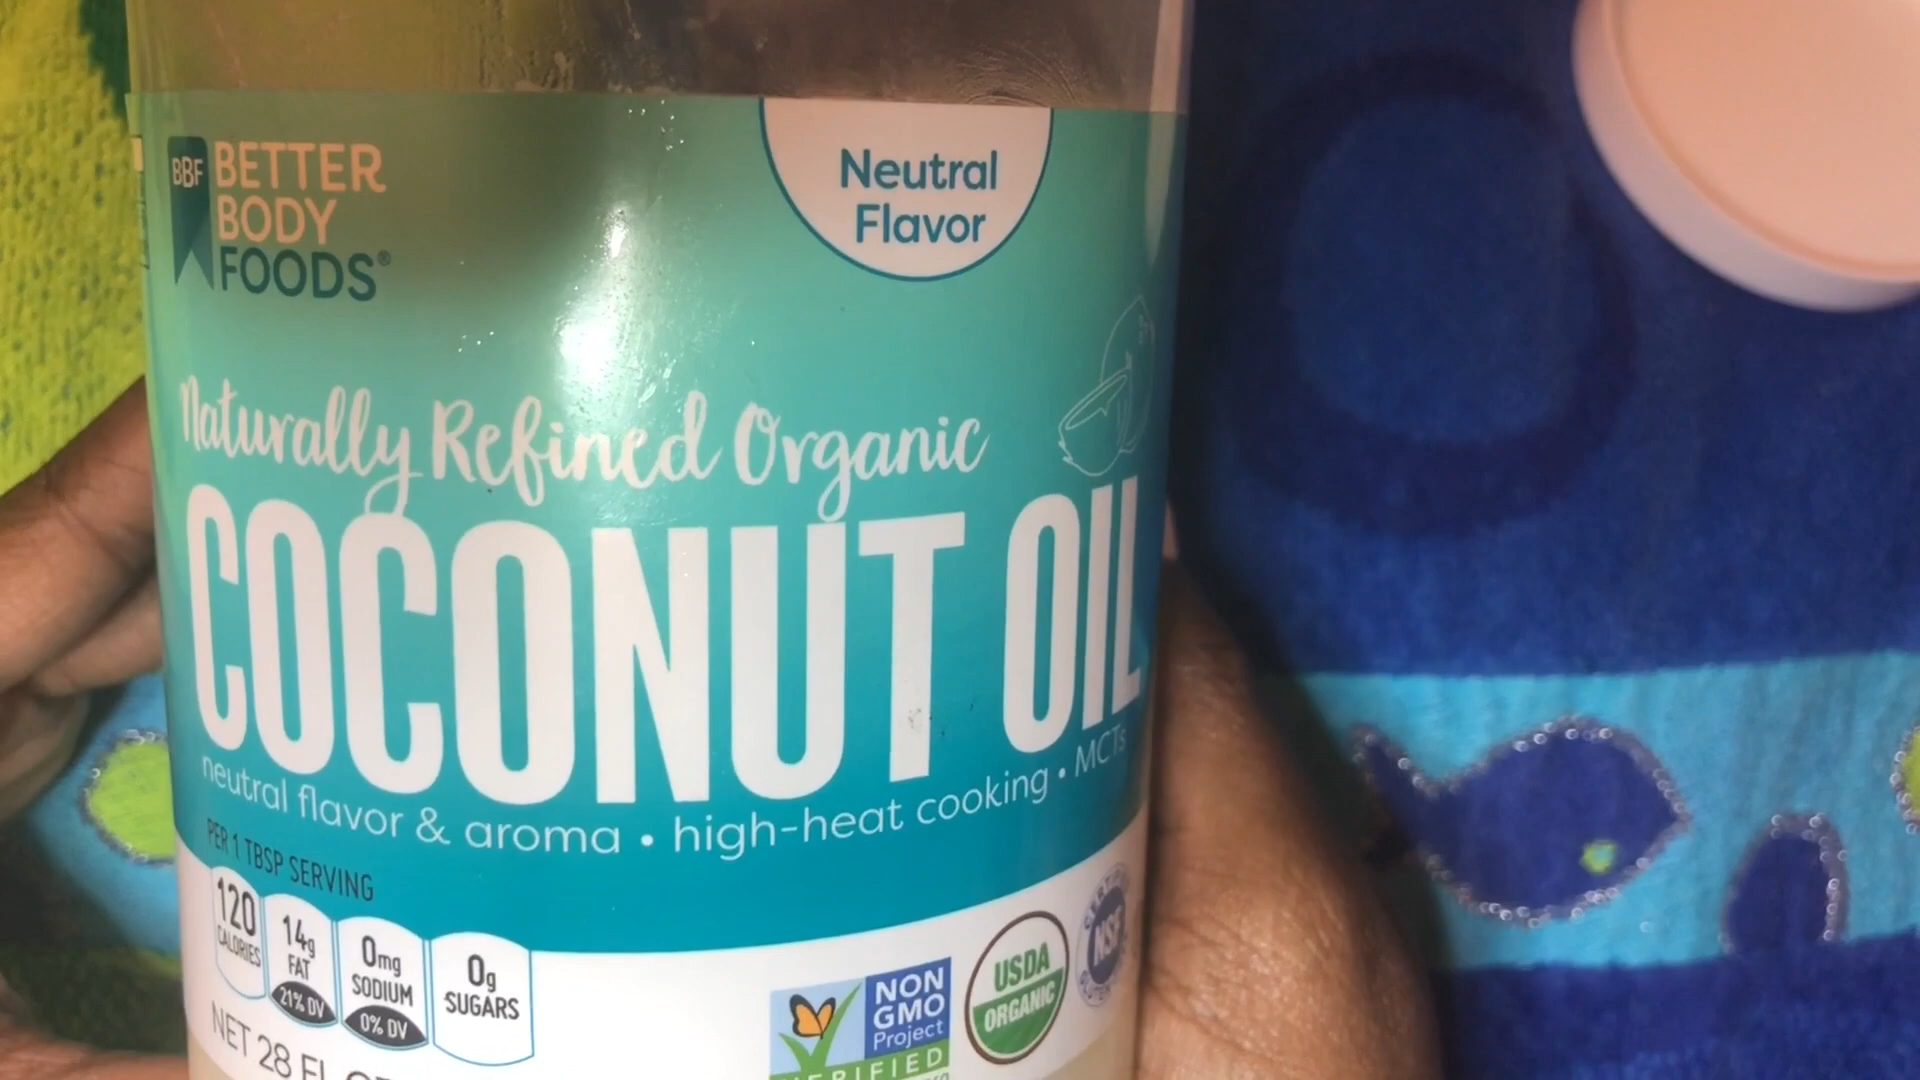 BBF
BETTER
BODY
FOODS®
Neutral
Flavor
Naturally Refined Organic
COCONUT OIL
neutral flavor & aroma • high-heat cooking • MCTs
PER 1 TBSP SERVING
120
CALORIES
14g
FAT
21% DV
0mg
SODIUM
0% DV
0g
SUGARS
NET 28 FL
NON
GMO
Project
VERIFIED
USDA
ORGANIC
NSF